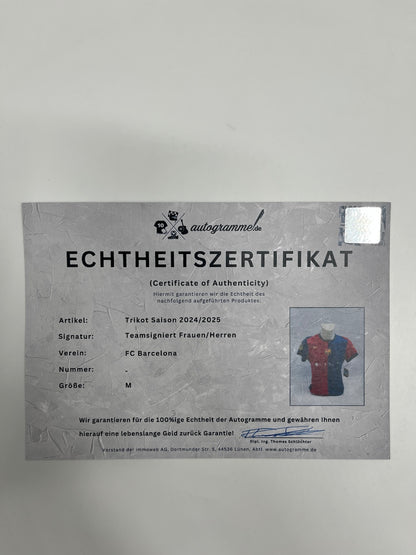 autogramme.de
ECHTHEITSZERTIFIKAT
(Certificate of Authenticity)
Hiermit garantieren wir die Echtheit des
nachfolgend aufgeführten Produktes.
Artikel: Trikot Saison 2024/2025
Signatur: Teamsigniert Frauen/Herren
Verein: FC Barcelona
Nummer: -
Größe: M
Wir garantieren für die 100%ige Echtheit der Autogramme und gewähren Ihnen
hierauf eine lebenslange Geld zurück Garantie!
Dipl. Ing. Thomas Schlüchter
Vorstand der Immoweb AG, Dortmunder Str. 5, 44536 Lünen, Abtl. www.autogramme.de